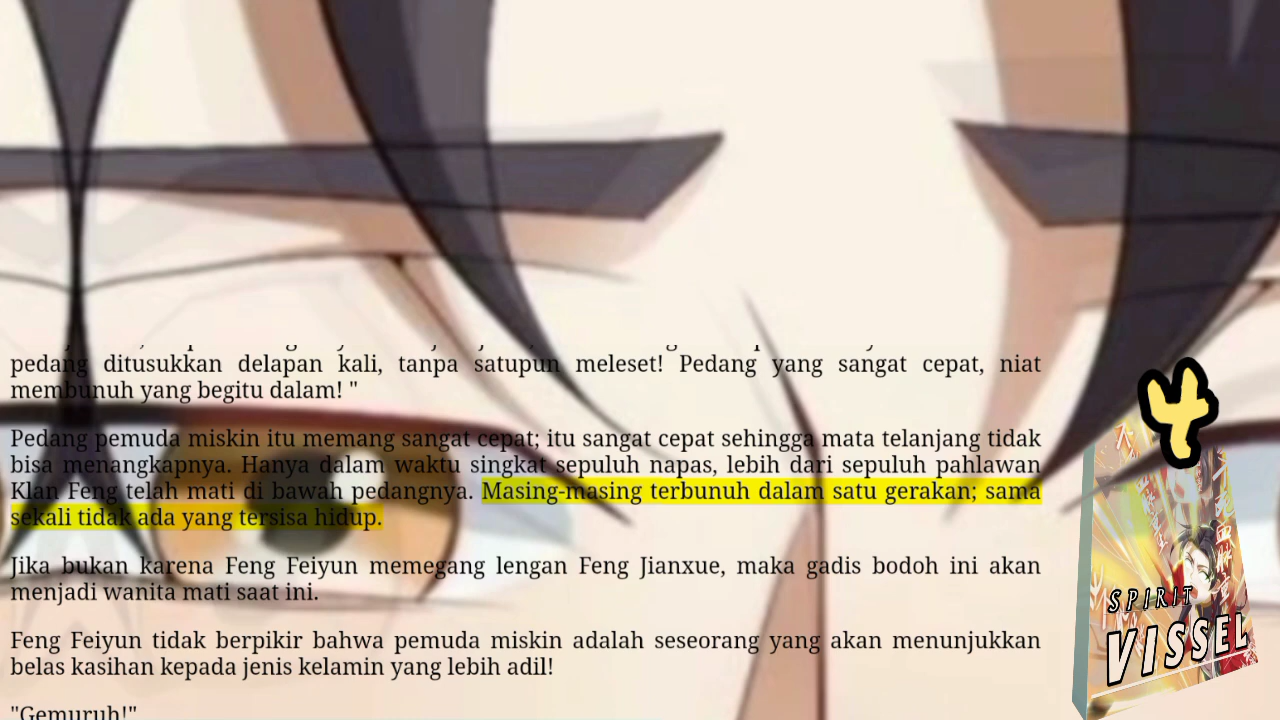 pedang ditusukkan delapan kali, tanpa satupun meleset! Pedang yang sangat cepat, niat
membunuh yang begitu dalam! "
Pedang pemuda miskin itu memang sangat cepat; itu sangat cepat sehingga mata telanjang tidak
bisa menangkapnya. Hanya dalam waktu singkat sepuluh napas, lebih dari sepuluh pahlawan
Klan Feng telah mati di bawah pedangnya. Masing-masing terbunuh dalam satu gerakan; sama
sekali tidak ada yang tersisa hidup.
Jika bukan karena Feng Feiyun memegang lengan Feng Jianxue, maka gadis bodoh ini akan
menjadi wanita mati saat ini.
Feng Feiyun tidak berpikir bahwa pemuda miskin adalah seseorang yang akan menunjukkan
belas kasihan kepada jenis kelamin yang lebih adil!
"Gemuruh!"
4
SPIRIT
VISSEL